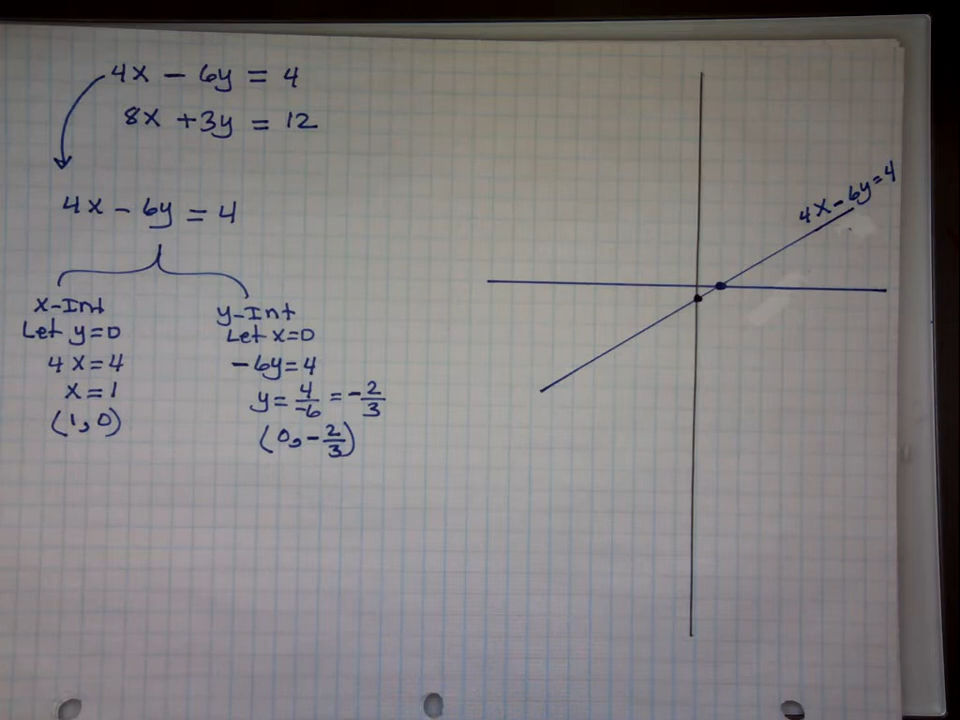 4x - 6y = 4
8x + 3y = 12
4x - 6y = 4
x-Int
Let y=0
4x=4
x=1
(1, 0)
y-Int
Let x=0
-6y=4
y= 4/-6 = -2/3
(0, -2/3)
4x-6y=4